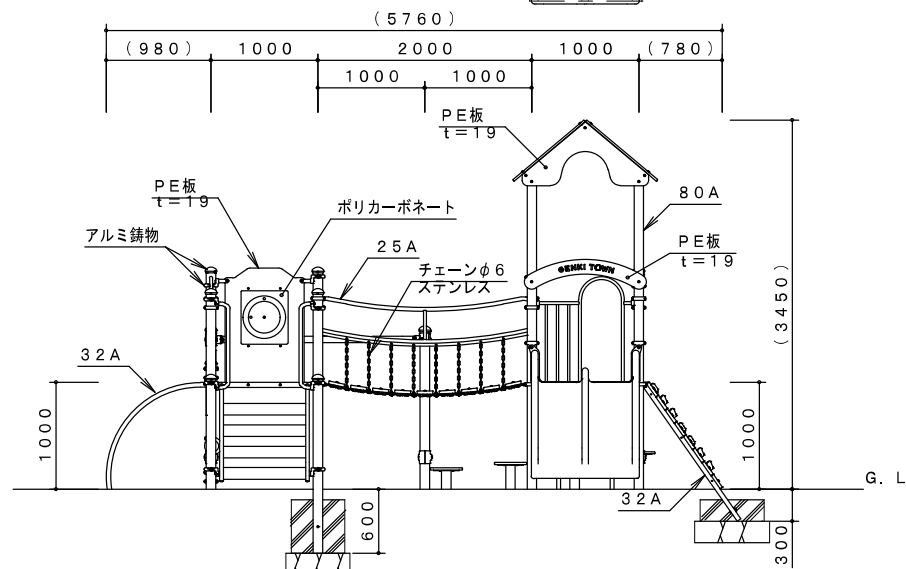 (5760)
(980) 1000 2000 1000 (780)
1000 1000
PE板
t=19
PE板
t=19
ポリカーボネート
80A
アルミ鋳物
25A
PE板
t=19
チェーンφ6
ステンレス
GENKI TOWN
(3450)
32A
1000
1000
G.L
32A
600
300